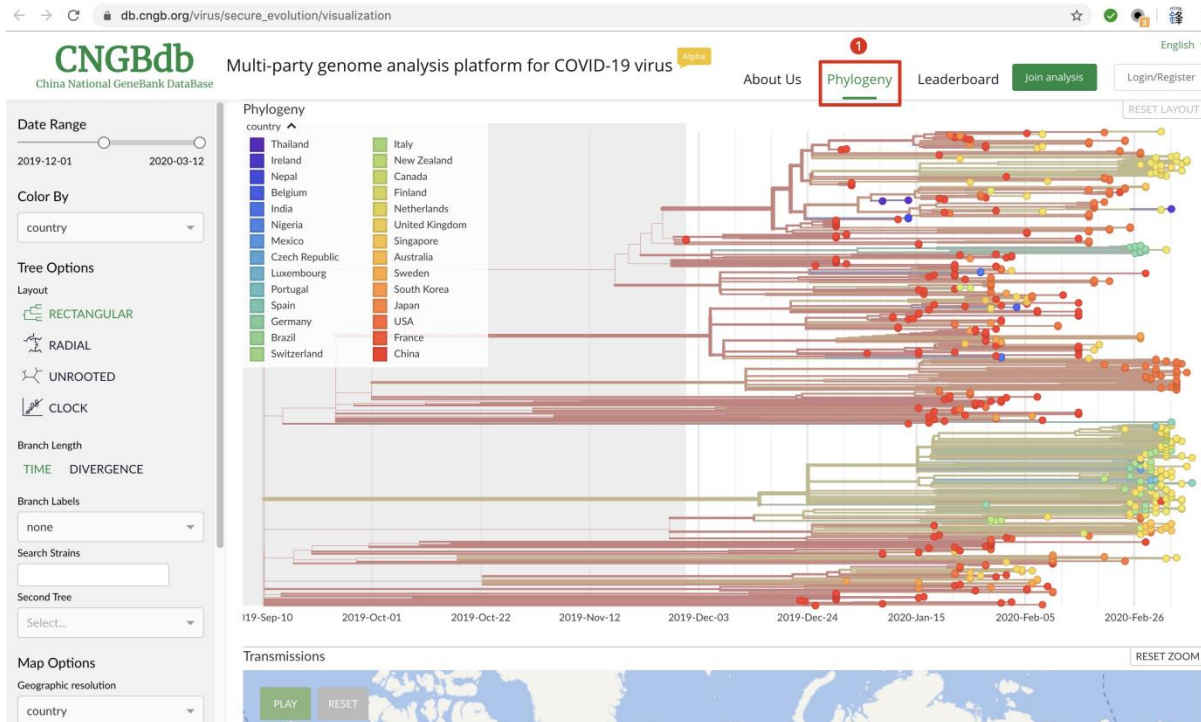 db.cngb.org/virus/secure_evolution/visualization
3
锋
CNGBdb
China National GeneBank DataBase
Multi-party genome analysis platform for COVID-19 virus
Alpha
1
About Us
Phylogeny
Leaderboard
Join analysis
English
Login/Register
Date Range
2019-12-01
2020-03-12
Color By
country
Tree Options
Layout
RECTANGULAR
RADIAL
UNROOTED
CLOCK
Branch Length
TIME DIVERGENCE
Branch Labels
none
Search Strains
Second Tree
Select...
Map Options
Geographic resolution
country
Phylogeny
RESET LAYOUT
country
Thailand
Ireland
Nepal
Belgium
India
Nigeria
Mexico
Czech Republic
Luxembourg
Portugal
Spain
Germany
Brazil
Switzerland
Italy
New Zealand
Canada
Finland
Netherlands
United Kingdom
Singapore
Australia
Sweden
South Korea
Japan
USA
France
China
19-Sep-10
2019-Oct-01
2019-Oct-22
2019-Nov-12
2019-Dec-03
2019-Dec-24
2020-Jan-15
2020-Feb-05
2020-Feb-26
Transmissions
RESET ZOOM
PLAY
RESET